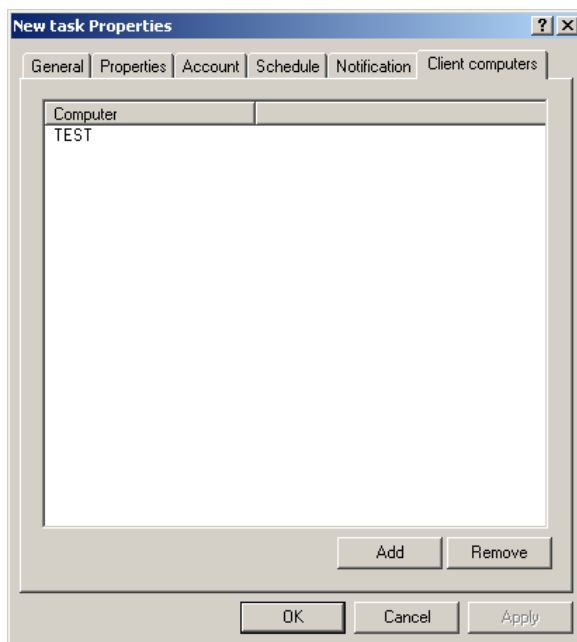 New task Properties
General Properties Account Schedule Notification Client computers
Computer
TEST
Add Remove
OK Cancel Apply